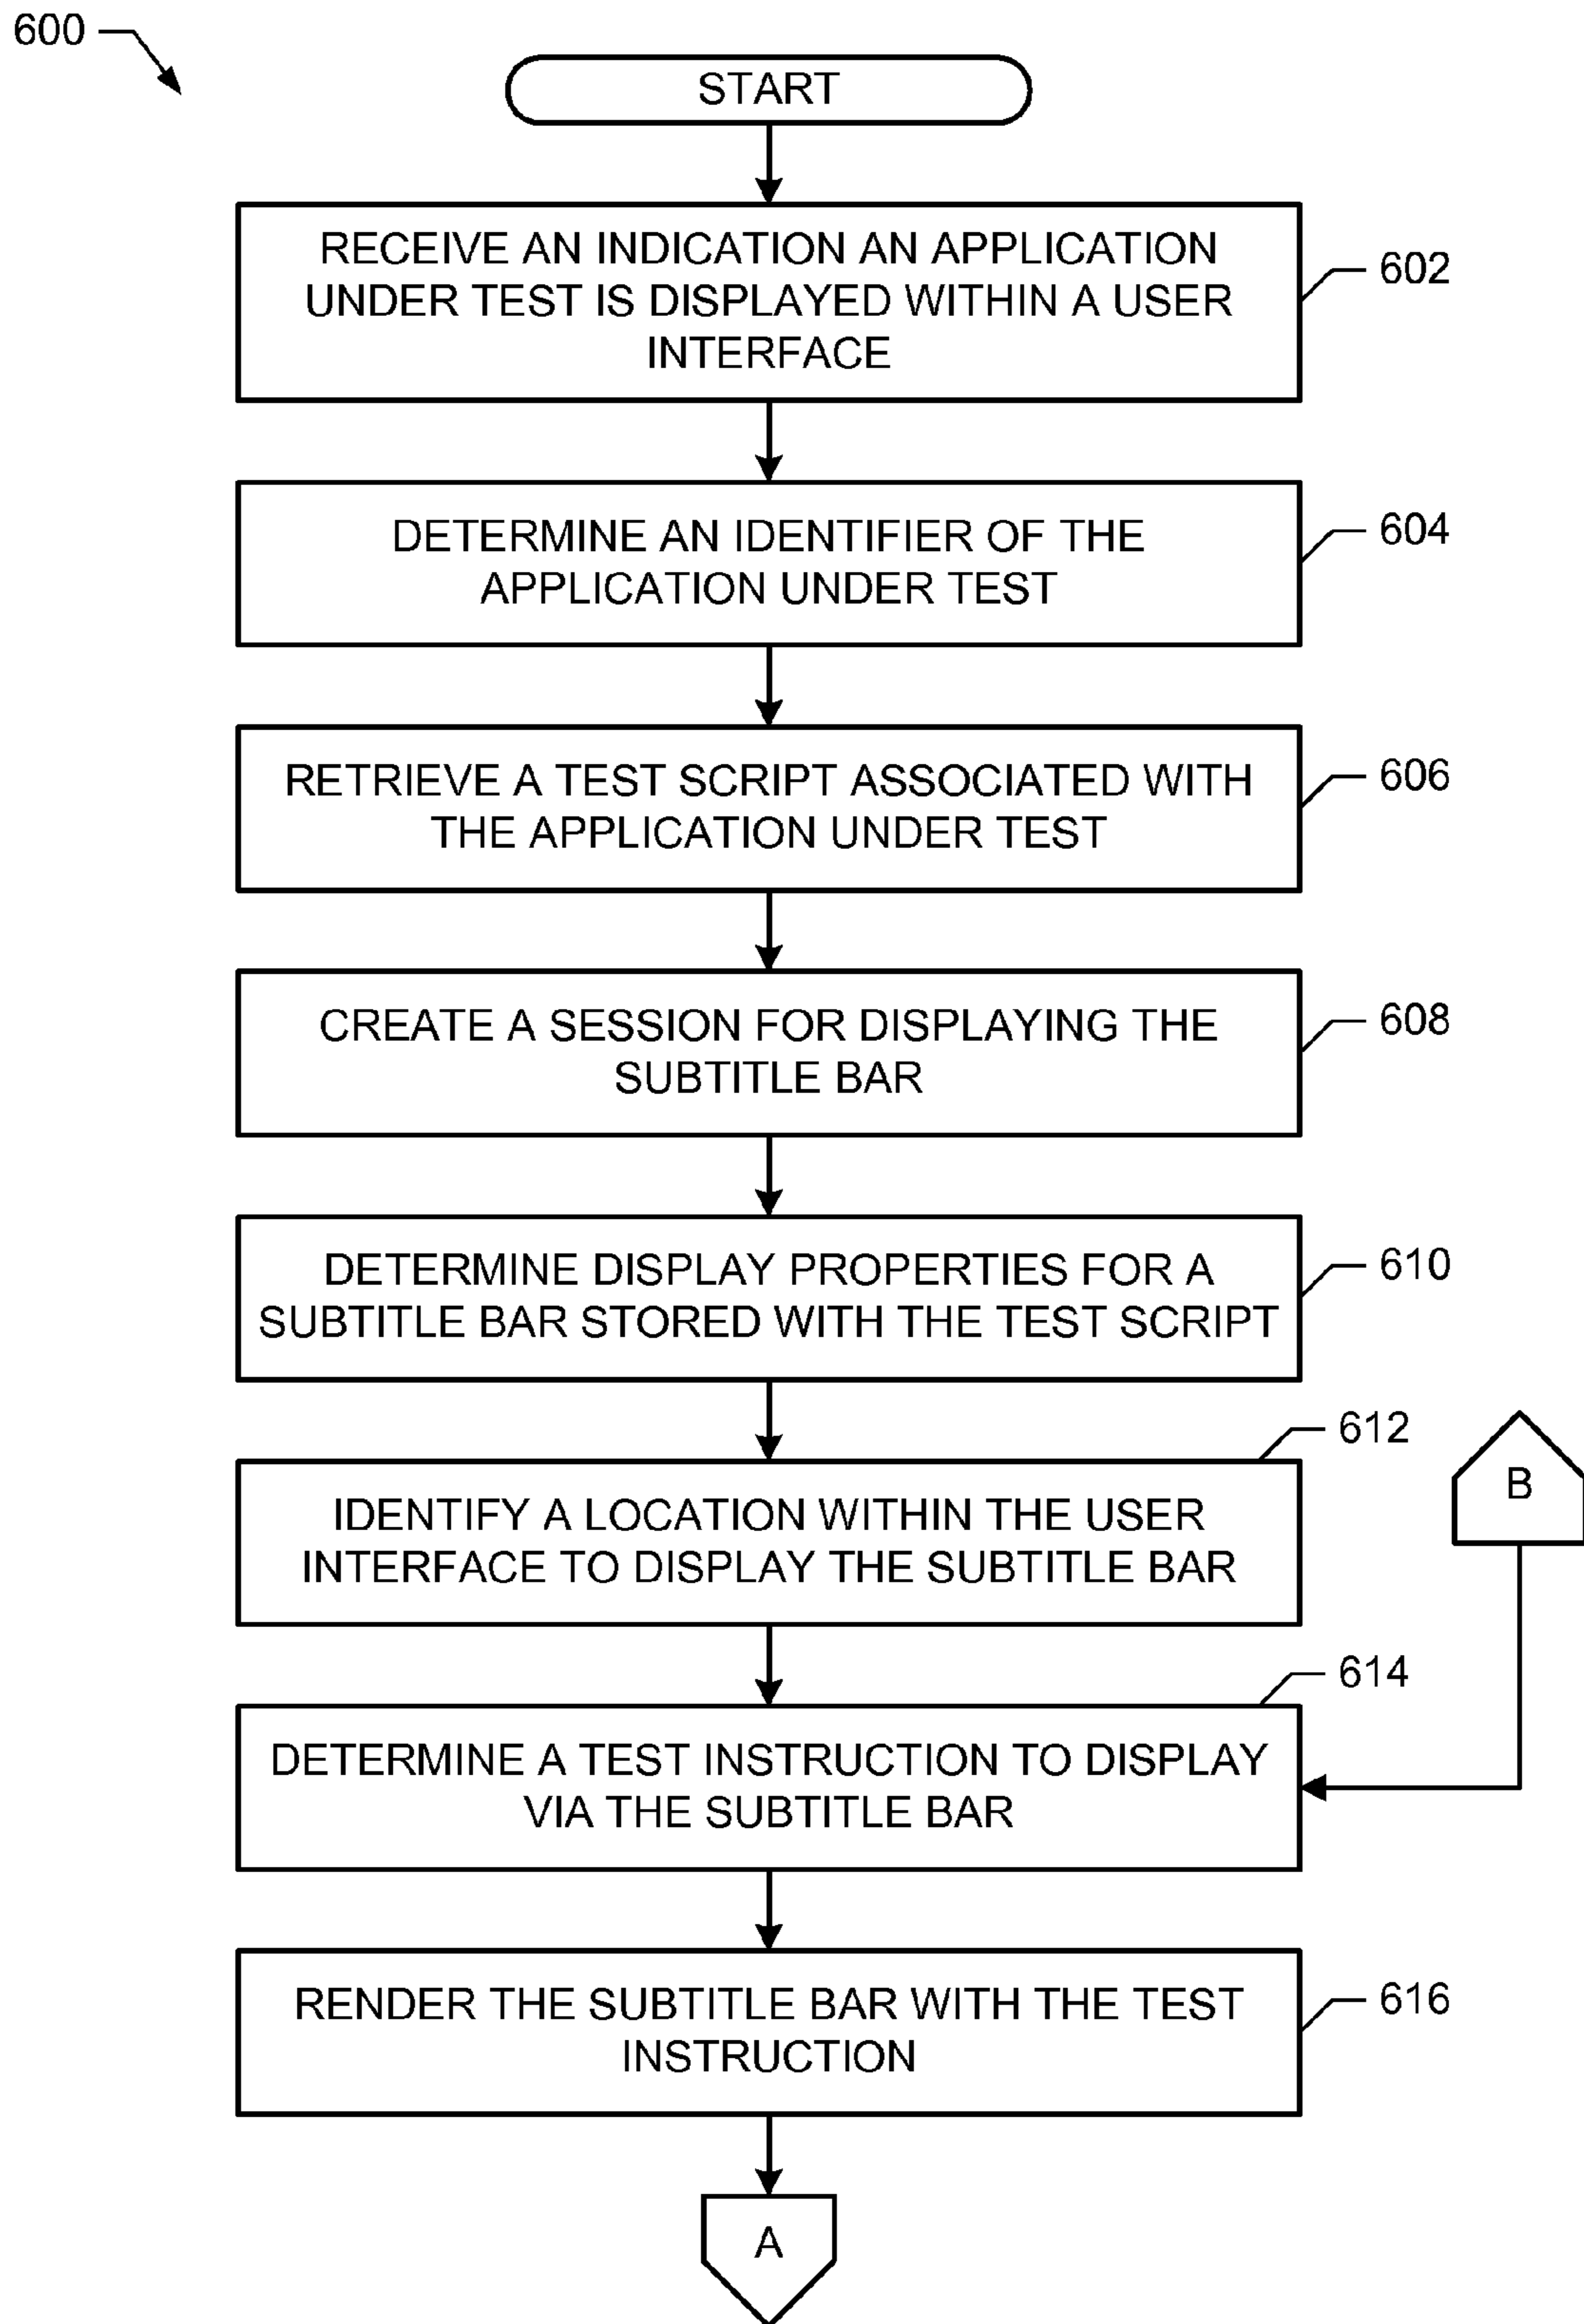 600
START
RECEIVE AN INDICATION AN APPLICATION
UNDER TEST IS DISPLAYED WITHIN A USER
INTERFACE
602
DETERMINE AN IDENTIFIER OF THE
APPLICATION UNDER TEST
604
RETRIEVE A TEST SCRIPT ASSOCIATED WITH
THE APPLICATION UNDER TEST
606
CREATE A SESSION FOR DISPLAYING THE
SUBTITLE BAR
608
DETERMINE DISPLAY PROPERTIES FOR A
SUBTITLE BAR STORED WITH THE TEST SCRIPT
610
612
IDENTIFY A LOCATION WITHIN THE USER
INTERFACE TO DISPLAY THE SUBTITLE BAR
B
614
DETERMINE A TEST INSTRUCTION TO DISPLAY
VIA THE SUBTITLE BAR
RENDER THE SUBTITLE BAR WITH THE TEST
INSTRUCTION
616
A